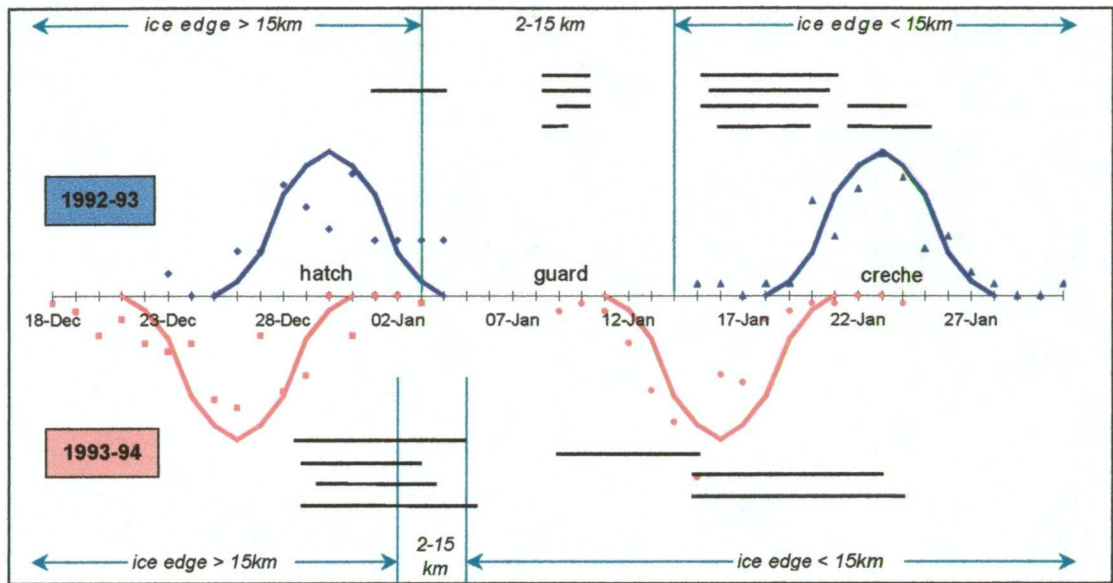 ice edge > 15km 2-15 km ice edge < 15km
1992-93
hatch guard creche
18-Dec 23-Dec 28-Dec 02-Jan 07-Jan 12-Jan 17-Jan 22-Jan 27-Jan
1993-94
ice edge > 15km 2-15 ice edge < 15km
km